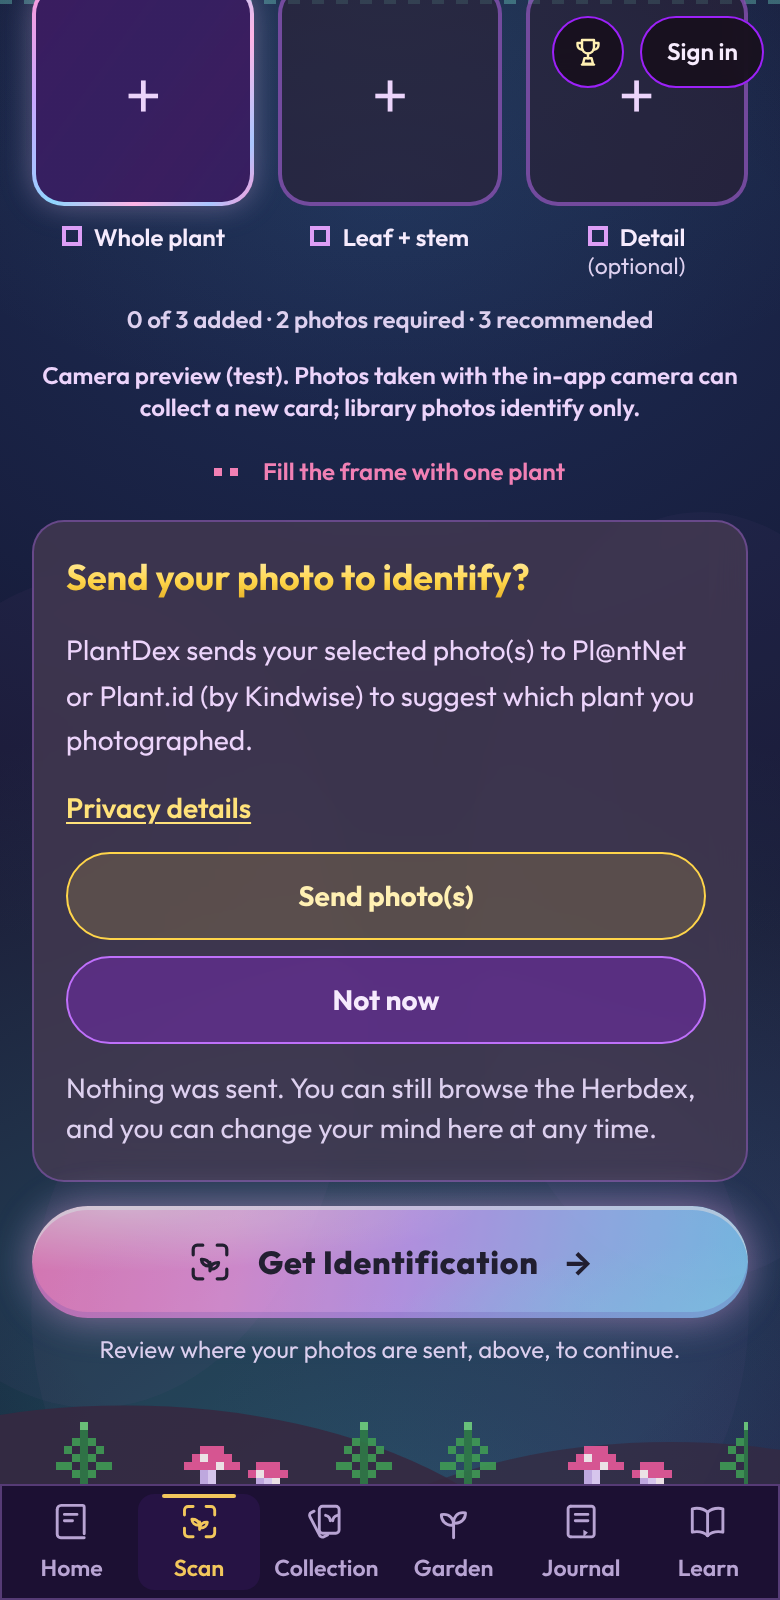 Sign in
+
+
+
Whole plant
Leaf + stem
Detail
(optional)
0 of 3 added · 2 photos required · 3 recommended
Camera preview (test). Photos taken with the in-app camera can
collect a new card; library photos identify only.
Fill the frame with one plant
Send your photo to identify?
PlantDex sends your selected photo(s) to Pl@ntNet
or Plant.id (by Kindwise) to suggest which plant you
photographed.
Privacy details
Send photo(s)
Not now
Nothing was sent. You can still browse the Herbdex,
and you can change your mind here at any time.
Get Identification →
Review where your photos are sent, above, to continue.
Home
Scan
Collection
Garden
Journal
Learn